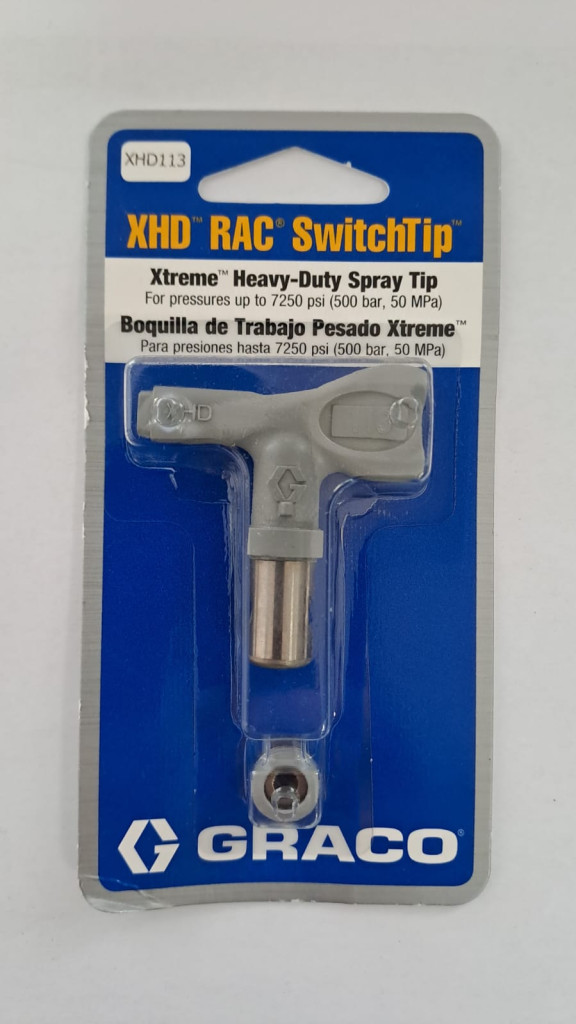 XHD113
XHD™ RAC® SwitchTip™
Xtreme™ Heavy-Duty Spray Tip
For pressures up to 7250 psi (500 bar, 50 MPa)
Boquilla de Trabajo Pesado Xtreme™
Para presiones hasta 7250 psi (500 bar, 50 MPa)
XHD
G
GRACO®